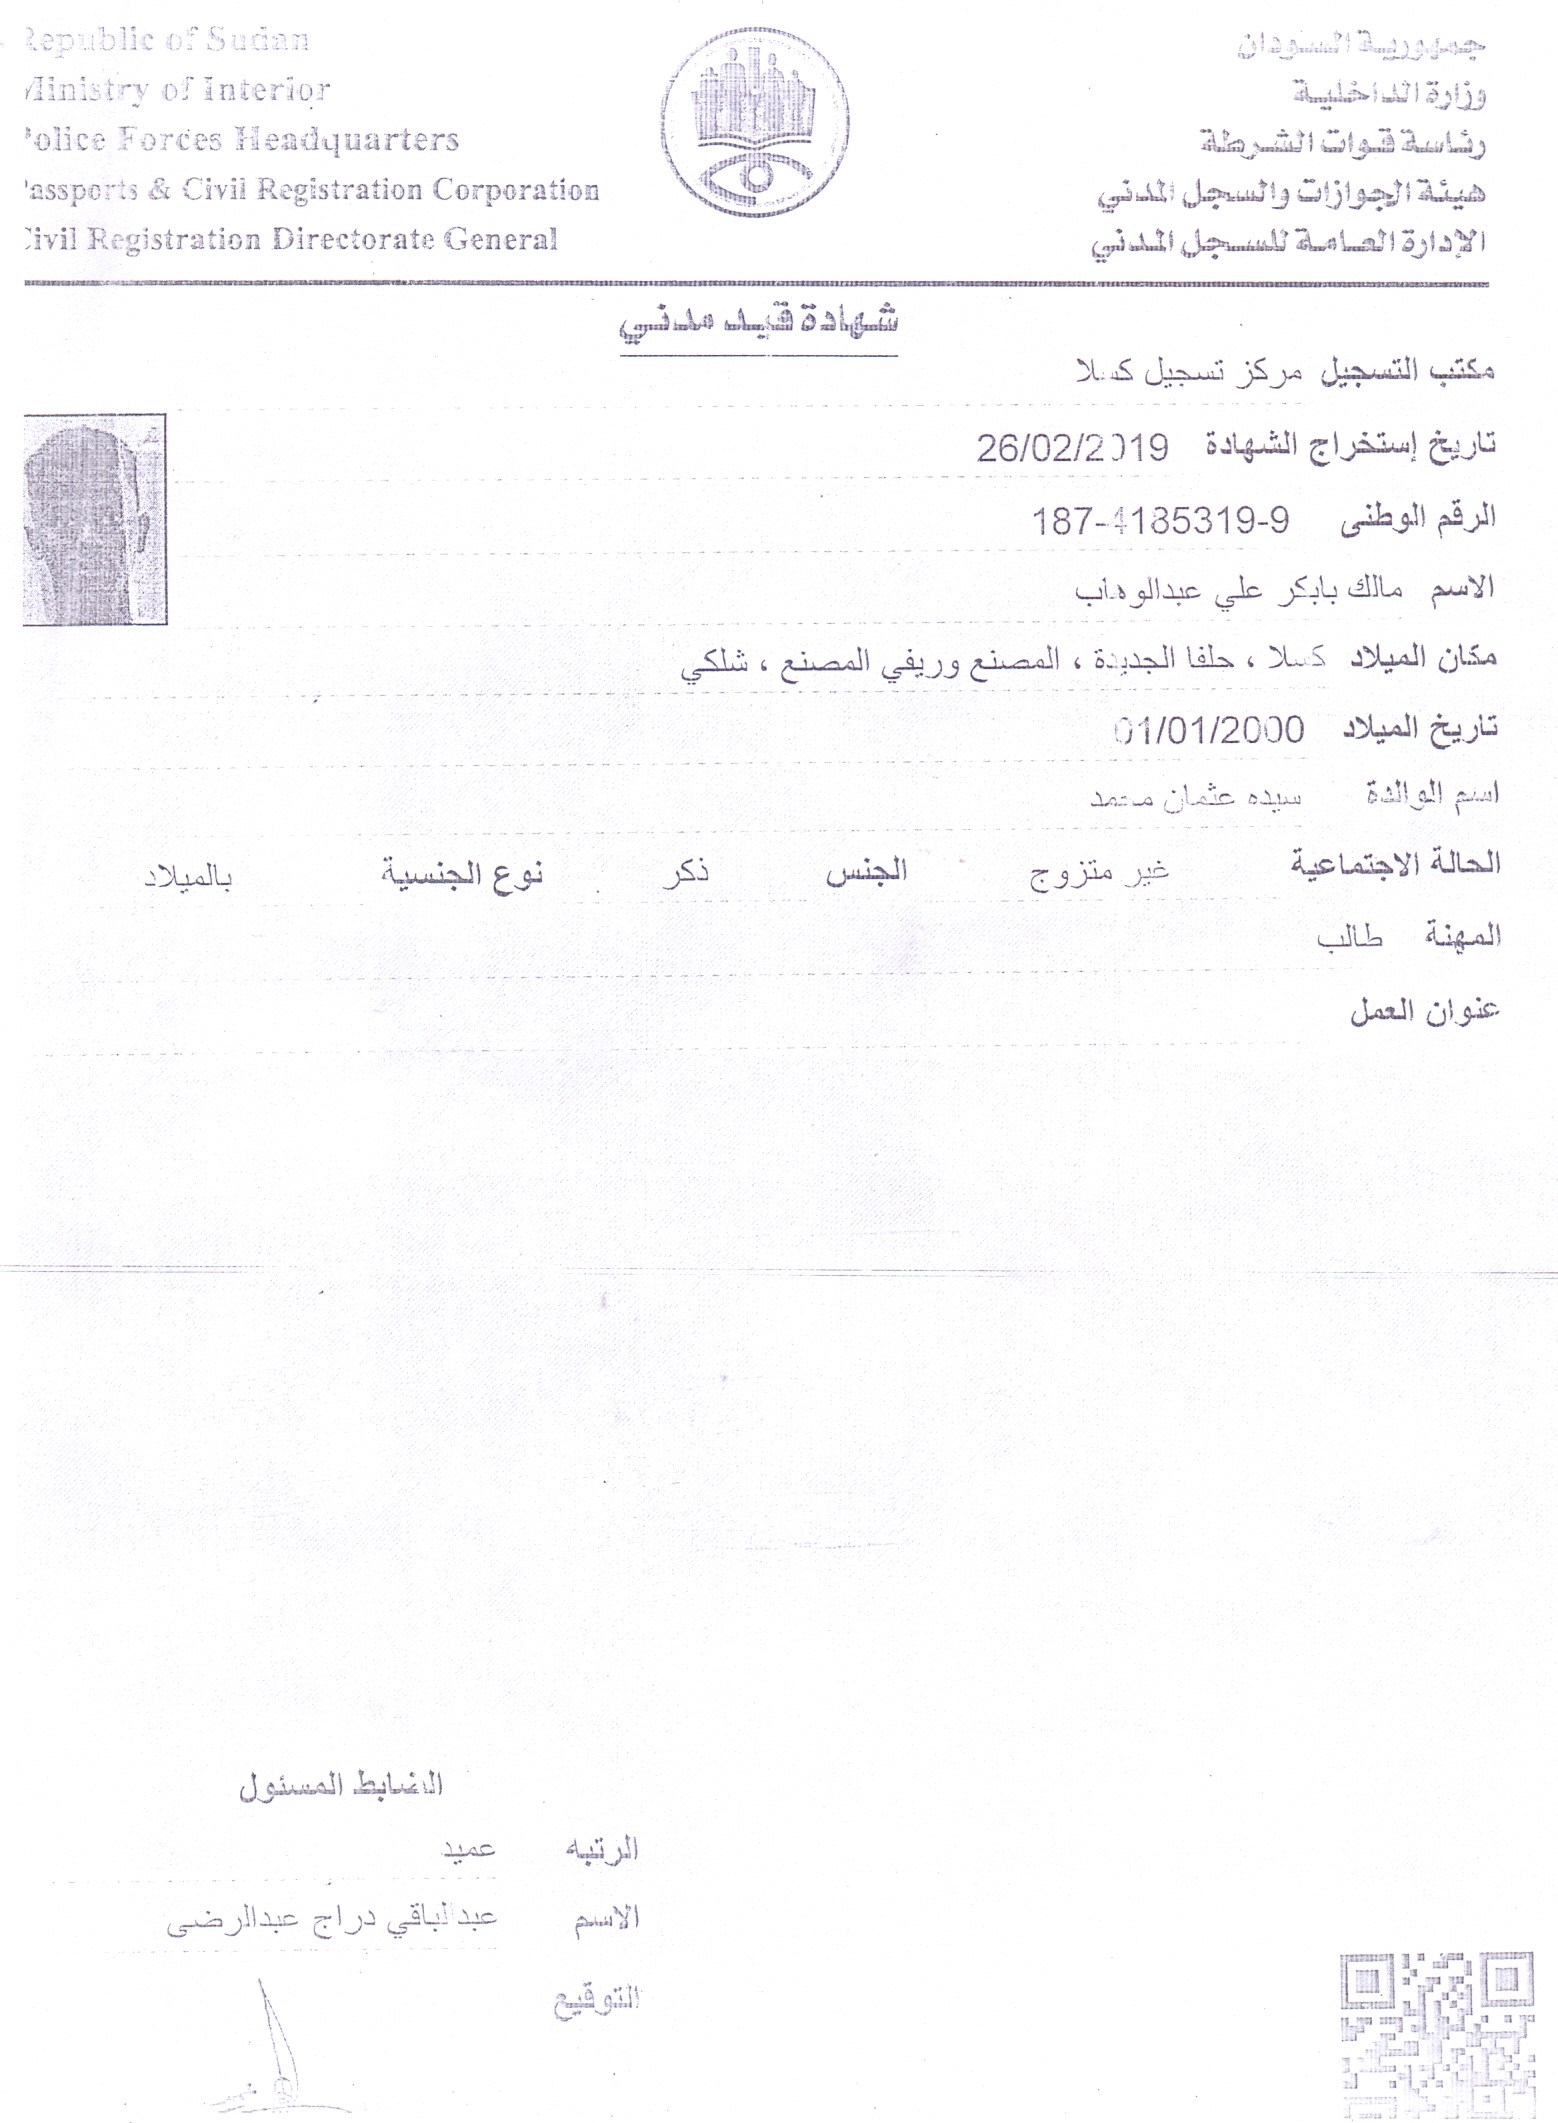 Republic of Sudan
Ministry of Interior
Police Forces Headquarters
Passports & Civil Registration Corporation
Civil Registration Directorate General
جمهورية السودان
وزارة الداخلية
رئاسة قوات الشرطة
هيئة الجوازات والسجل المدني
الإدارة العامة للسجل المدني
شهادة قيد مدني
مكتب التسجيل مركز تسجيل كسلا
تاريخ إستخراج الشهادة 26/02/2019
الرقم الوطنى 187-4185319-9
الاسم مالك بابكر علي عبدالوهاب
مكان الميلاد كسلا ، حلفا الجديدة ، المصنع وريفي المصنع ، شلكي
تاريخ الميلاد 01/01/2000
اسم الوالدة سيده عثمان محمد
الحالة الاجتماعية غير متزوج الجنس ذكر نوع الجنسية بالميلاد
المهنة طالب
عنوان العمل
الضابط المسئول
الرتبه عميد
الاسم عبدالباقي دراج عبدالرضى
التوقيع